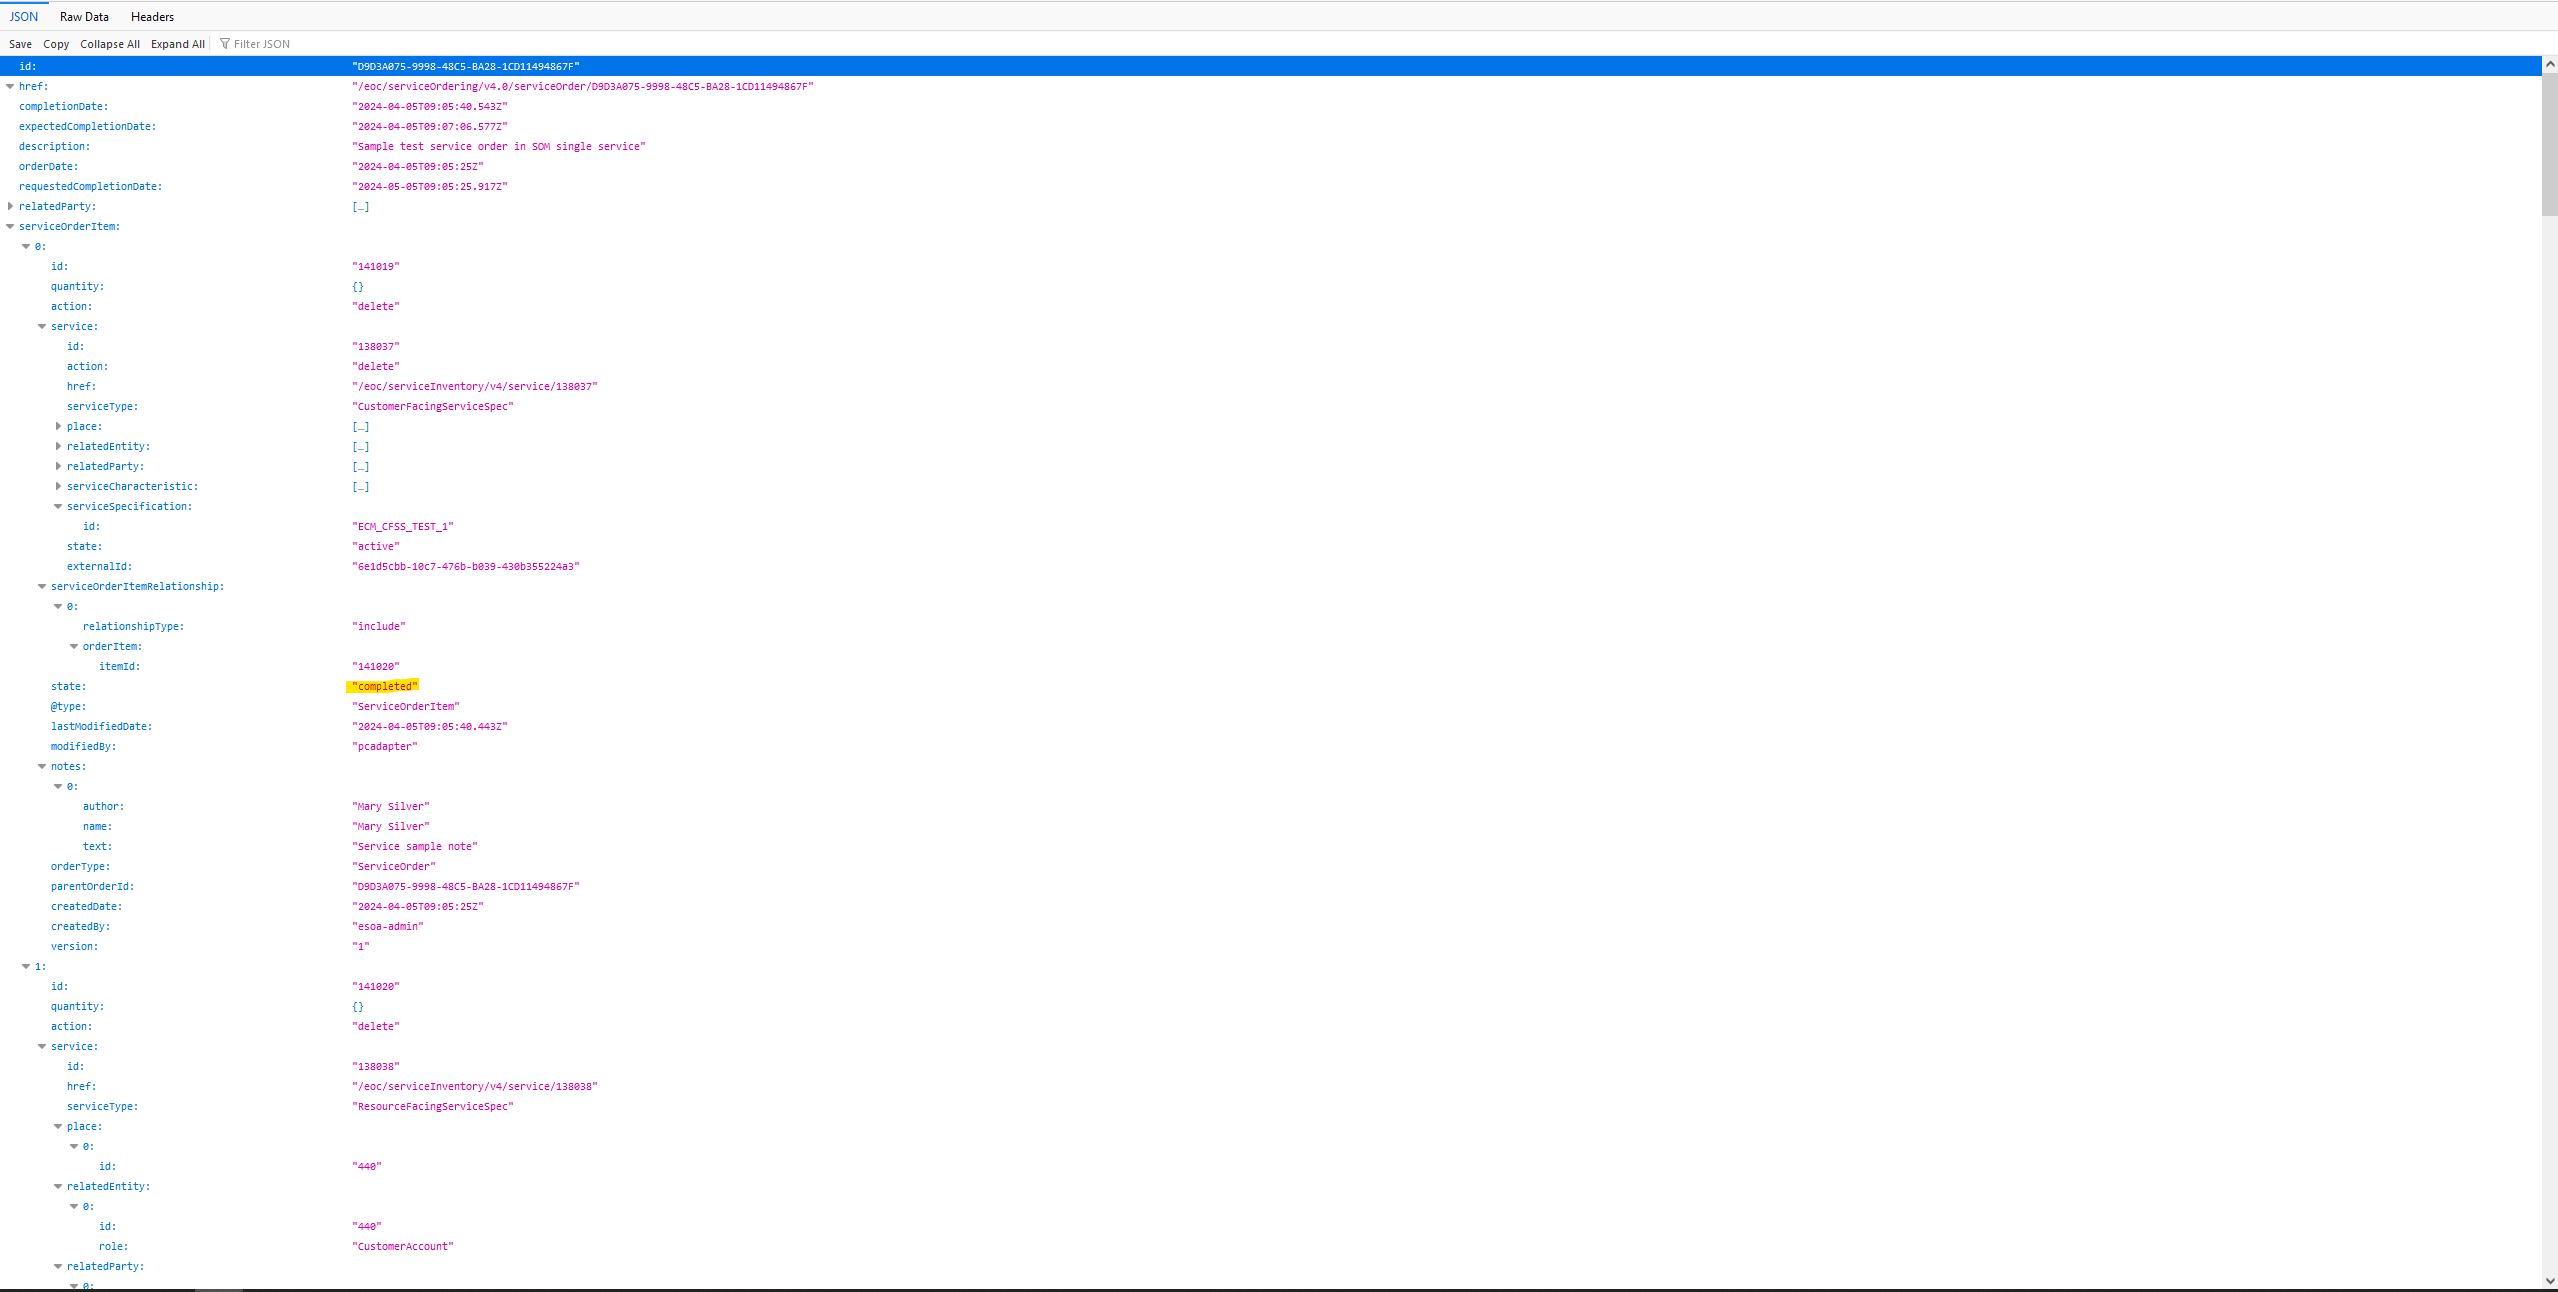 JSON Raw Data Headers
Save Copy Collapse All Expand All Filter JSON
id: "D9D3A075-9998-48C5-BA28-1CD11494867F"
href: "/eoc/serviceOrdering/v4.0/serviceOrder/D9D3A075-9998-48C5-BA28-1CD11494867F"
completionDate: "2024-04-05T09:05:40.543Z"
expectedCompletionDate: "2024-04-05T09:07:06.577Z"
description: "Sample test service order in SOM single service"
orderDate: "2024-04-05T09:05:25Z"
requestedCompletionDate: "2024-05-05T09:05:25.917Z"
relatedParty: […]
serviceOrderItem:
0:
id: "141019"
quantity: {}
action: "delete"
service:
id: "138037"
action: "delete"
href: "/eoc/serviceInventory/v4/service/138037"
serviceType: "CustomerFacingServiceSpec"
place: […]
relatedEntity: […]
relatedParty: […]
serviceCharacteristic: […]
serviceSpecification:
id: "ECM_CFSS_TEST_1"
state: "active"
externalId: "6e1d5cbb-10c7-476b-b039-430b355224a3"
serviceOrderItemRelationship:
0:
relationshipType: "include"
orderItem:
itemId: "141020"
state: "completed"
@type: "ServiceOrderItem"
lastModifiedDate: "2024-04-05T09:05:40.443Z"
modifiedBy: "pcadapter"
notes:
0:
author: "Mary Silver"
name: "Mary Silver"
text: "Service sample note"
orderType: "ServiceOrder"
parentOrderId: "D9D3A075-9998-48C5-BA28-1CD11494867F"
createdDate: "2024-04-05T09:05:25Z"
createdBy: "esoa-admin"
version: "1"
1:
id: "141020"
quantity: {}
action: "delete"
service:
id: "138038"
href: "/eoc/serviceInventory/v4/service/138038"
serviceType: "ResourceFacingServiceSpec"
place:
0:
id: "440"
relatedEntity:
0:
id: "440"
role: "CustomerAccount"
relatedParty:
0: